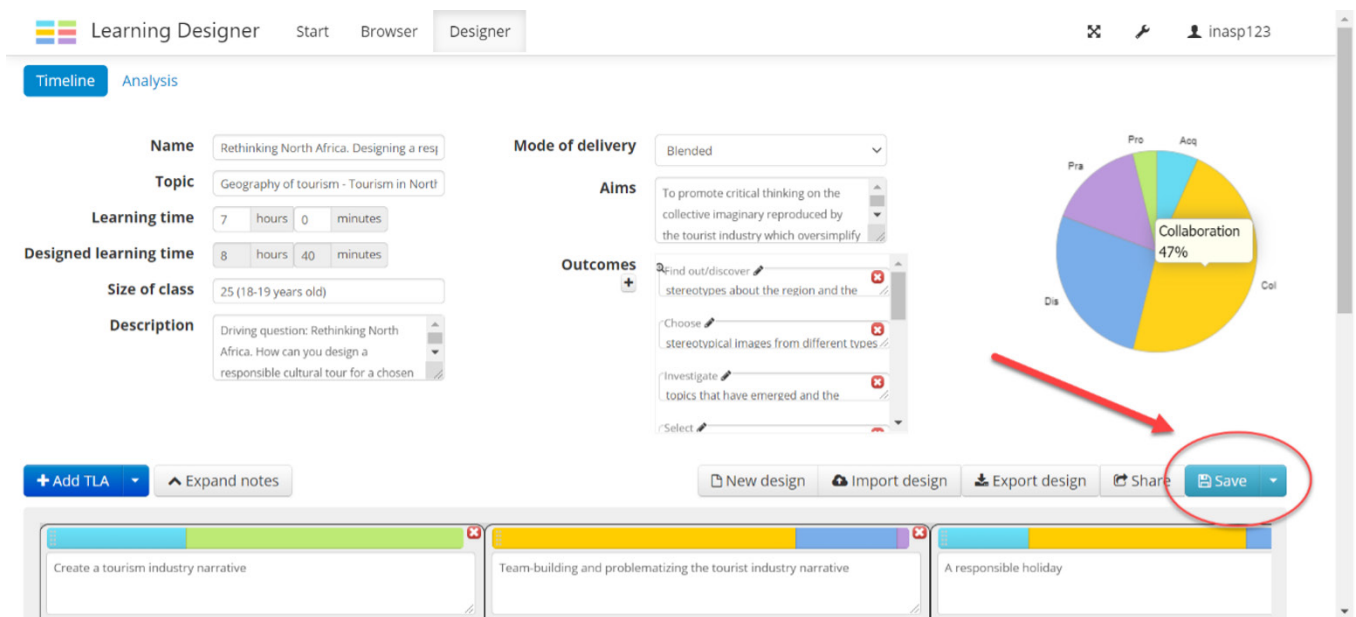 Learning Designer Start Browser Designer inasp123
Timeline Analysis
Name Rethinking North Africa. Designing a resp
Topic Geography of tourism - Tourism in North
Learning time 7 hours 0 minutes
Designed learning time 8 hours 40 minutes
Size of class 25 (18-19 years old)
Description Driving question: Rethinking North
Africa. How can you design a
responsible cultural tour for a chosen
Mode of delivery Blended
Aims To promote critical thinking on the
collective imaginary reproduced by
the tourist industry which oversimplify
Outcomes Find out/discover
stereotypes about the region and the
Choose
stereotypical images from different types
Investigate
topics that have emerged and the
Select
Pro Acq
Pra
Collaboration
47%
Col
Dis
Add TLA Expand notes New design Import design Export design Share Save
Create a tourism industry narrative
Team-building and problematizing the tourist industry narrative
A responsible holiday